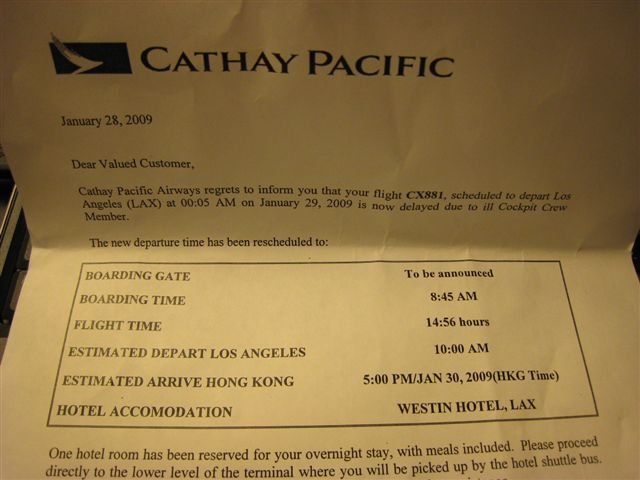 CATHAY PACIFIC
January 28, 2009
Dear Valued Customer,
Cathay Pacific Airways regrets to inform you that your flight CX881, scheduled to depart Los
Angeles (LAX) at 00:05 AM on January 29, 2009 is now delayed due to ill Cockpit Crew
Member.
The new departure time has been rescheduled to:
BOARDING GATE To be announced
BOARDING TIME 8:45 AM
FLIGHT TIME 14:56 hours
ESTIMATED DEPART LOS ANGELES 10:00 AM
ESTIMATED ARRIVE HONG KONG 5:00 PM/JAN 30, 2009(HKG Time)
HOTEL ACCOMODATION WESTIN HOTEL, LAX
One hotel room has been reserved for your overnight stay, with meals included. Please proceed
directly to the lower level of the terminal where you will be picked up by the hotel shuttle bus.